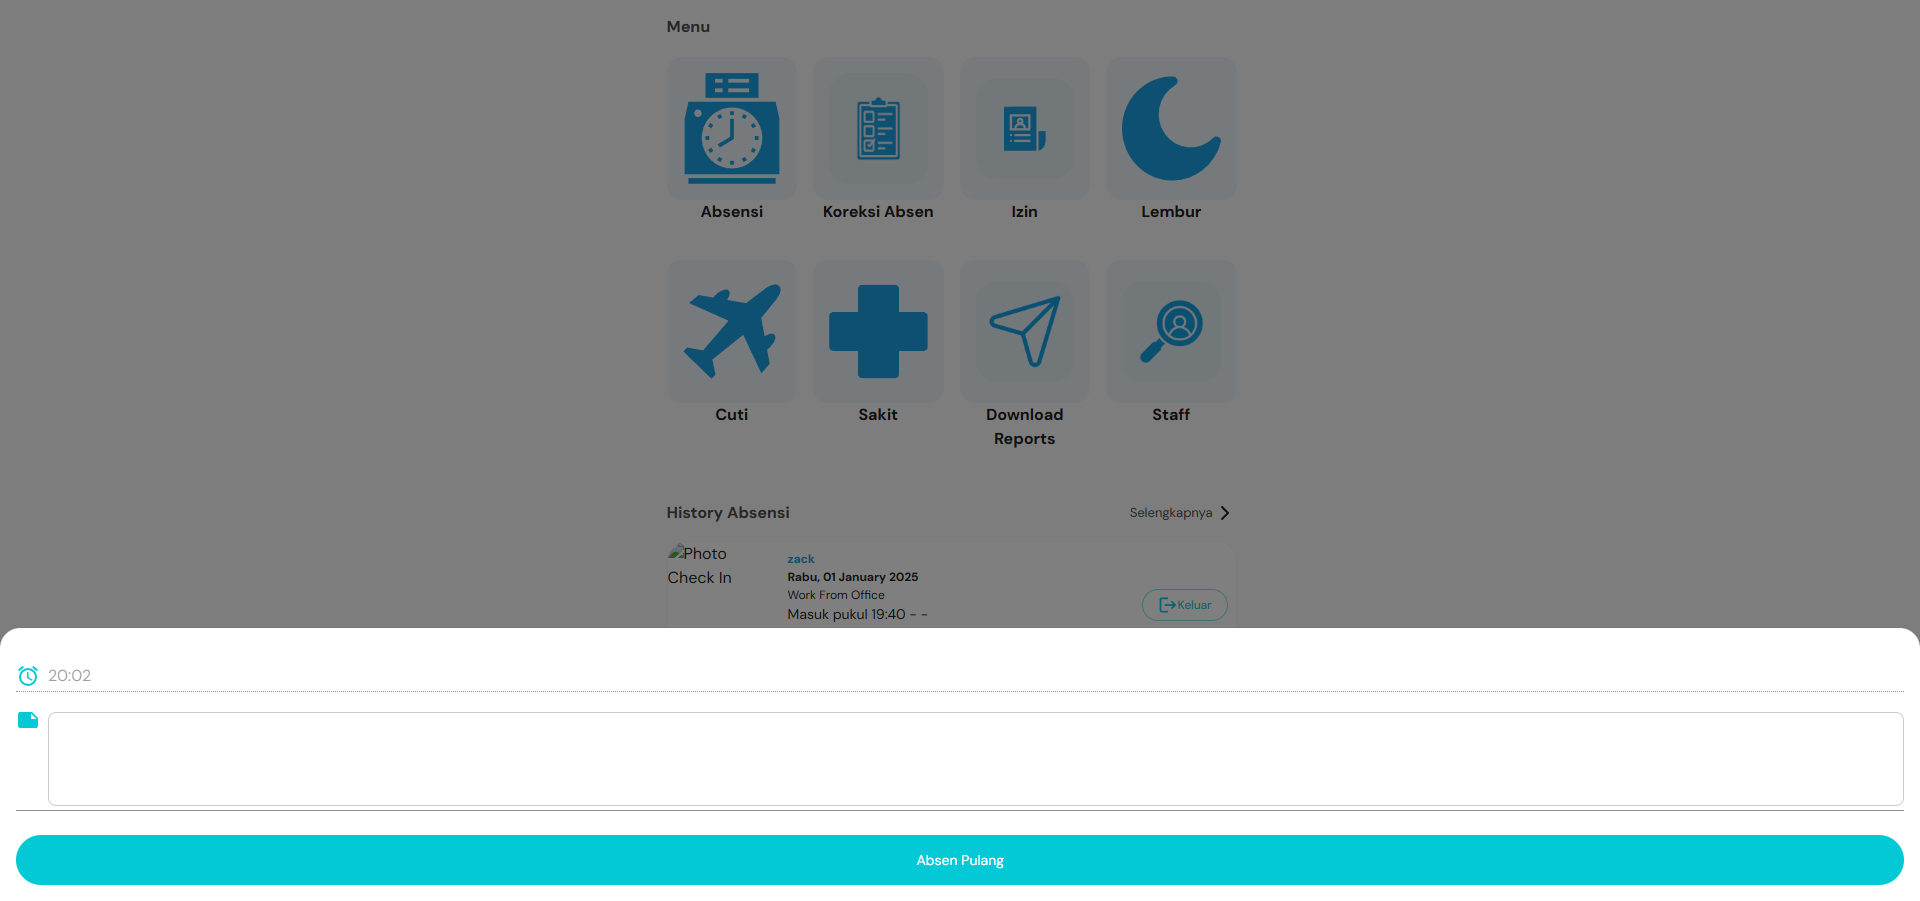 Menu
Absensi
Koreksi Absen
Izin
Lembur
Cuti
Sakit
Download
Reports
Staff
History Absensi
Selengkapnya
Photo
Check In
zack
Rabu, 01 January 2025
Work From Office
Masuk pukul 19:40 - -
Keluar
20:02
Absen Pulang